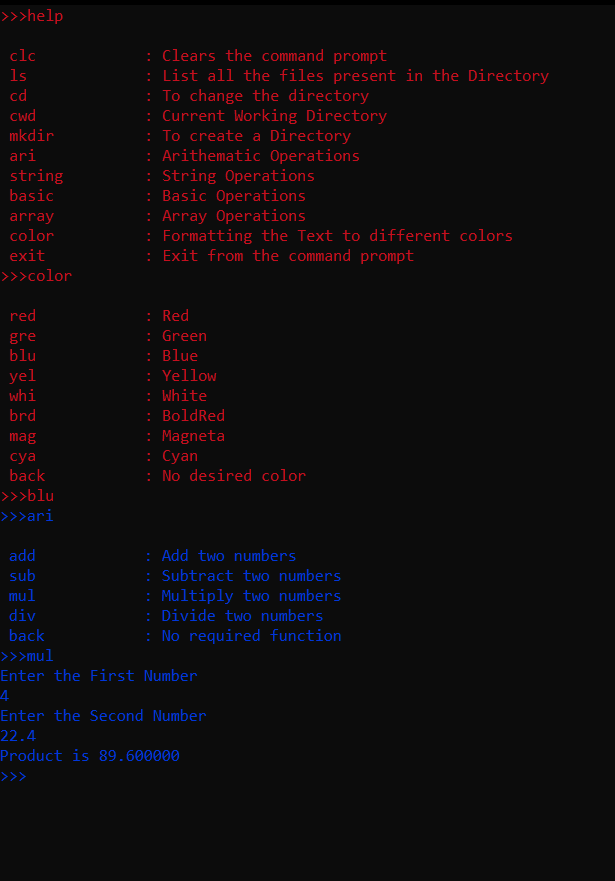 >>>help
clc : Clears the command prompt
ls : List all the files present in the Directory
cd : To change the directory
cwd : Current Working Directory
mkdir : To create a Directory
ari : Arithematic Operations
string : String Operations
basic : Basic Operations
array : Array Operations
color : Formatting the Text to different colors
exit : Exit from the command prompt
>>>color
red : Red
gre : Green
blu : Blue
yel : Yellow
whi : White
brd : BoldRed
mag : Magneta
cya : Cyan
back : No desired color
>>>blu
>>>ari
add : Add two numbers
sub : Subtract two numbers
mul : Multiply two numbers
div : Divide two numbers
back : No required function
>>>mul
Enter the First Number
4
Enter the Second Number
22.4
Product is 89.600000
>>>